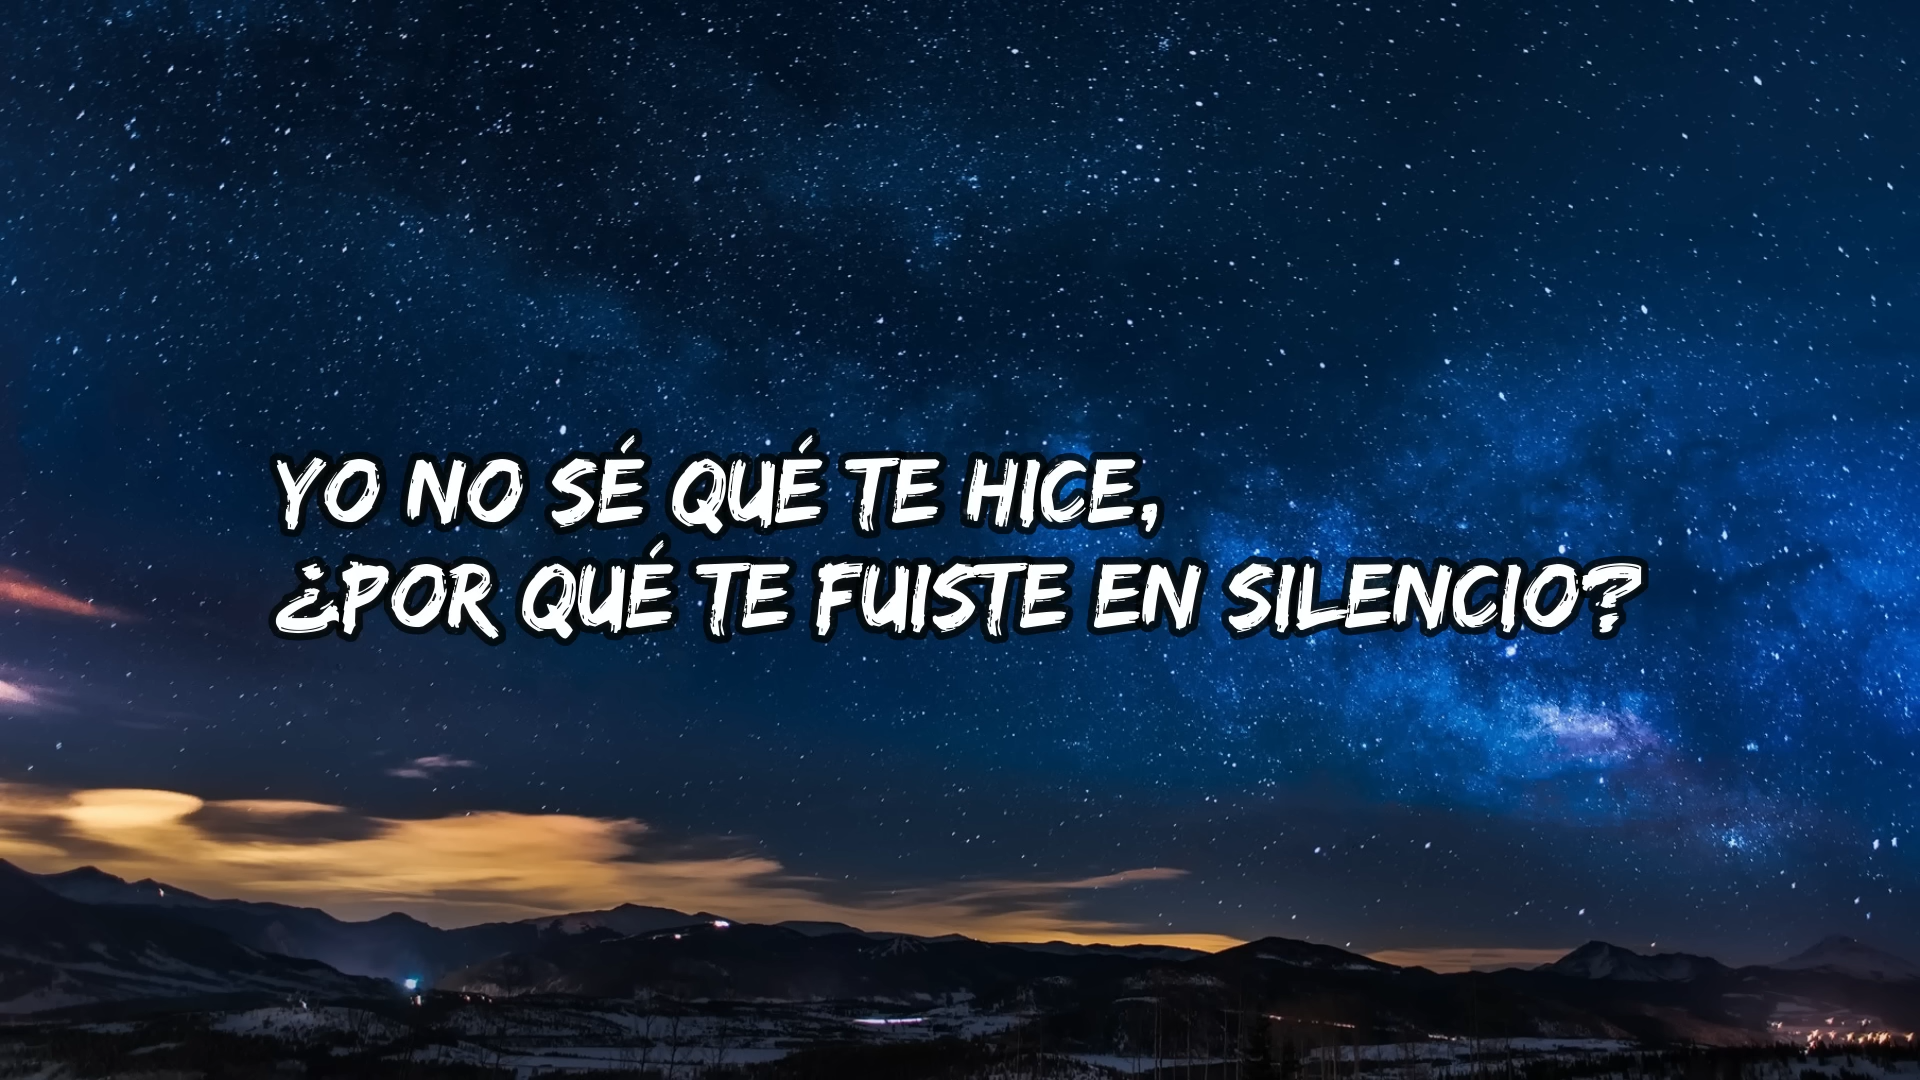 YO NO SÉ QUÉ TE HICE,
¿POR QUÉ TE FUISTE EN SILENCIO?